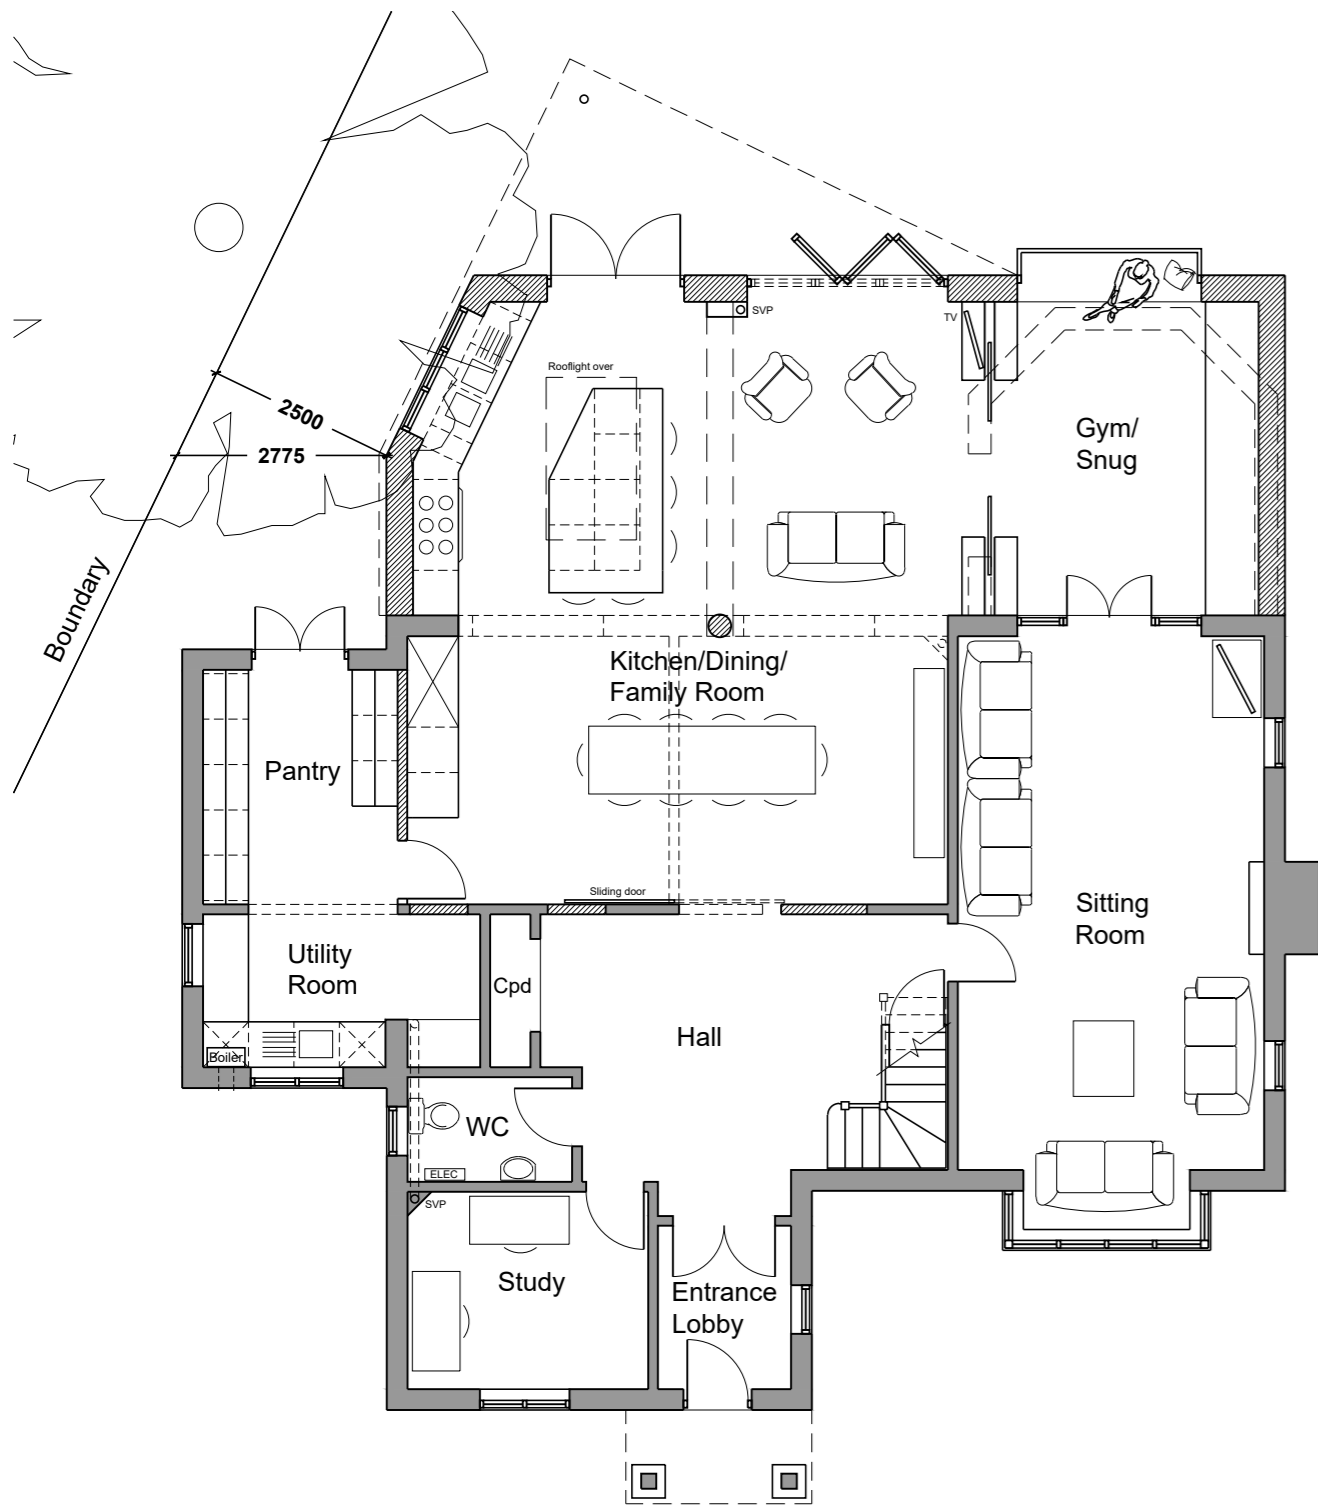 SVP
TV
Rooflight over
2500
2775
Gym/
Snug
Boundary
Kitchen/Dining/
Family Room
Pantry
Sliding door
Sitting
Room
Utility
Room
Cpd
Hall
Boiler
WC
ELEC
SVP
Study
Entrance
Lobby